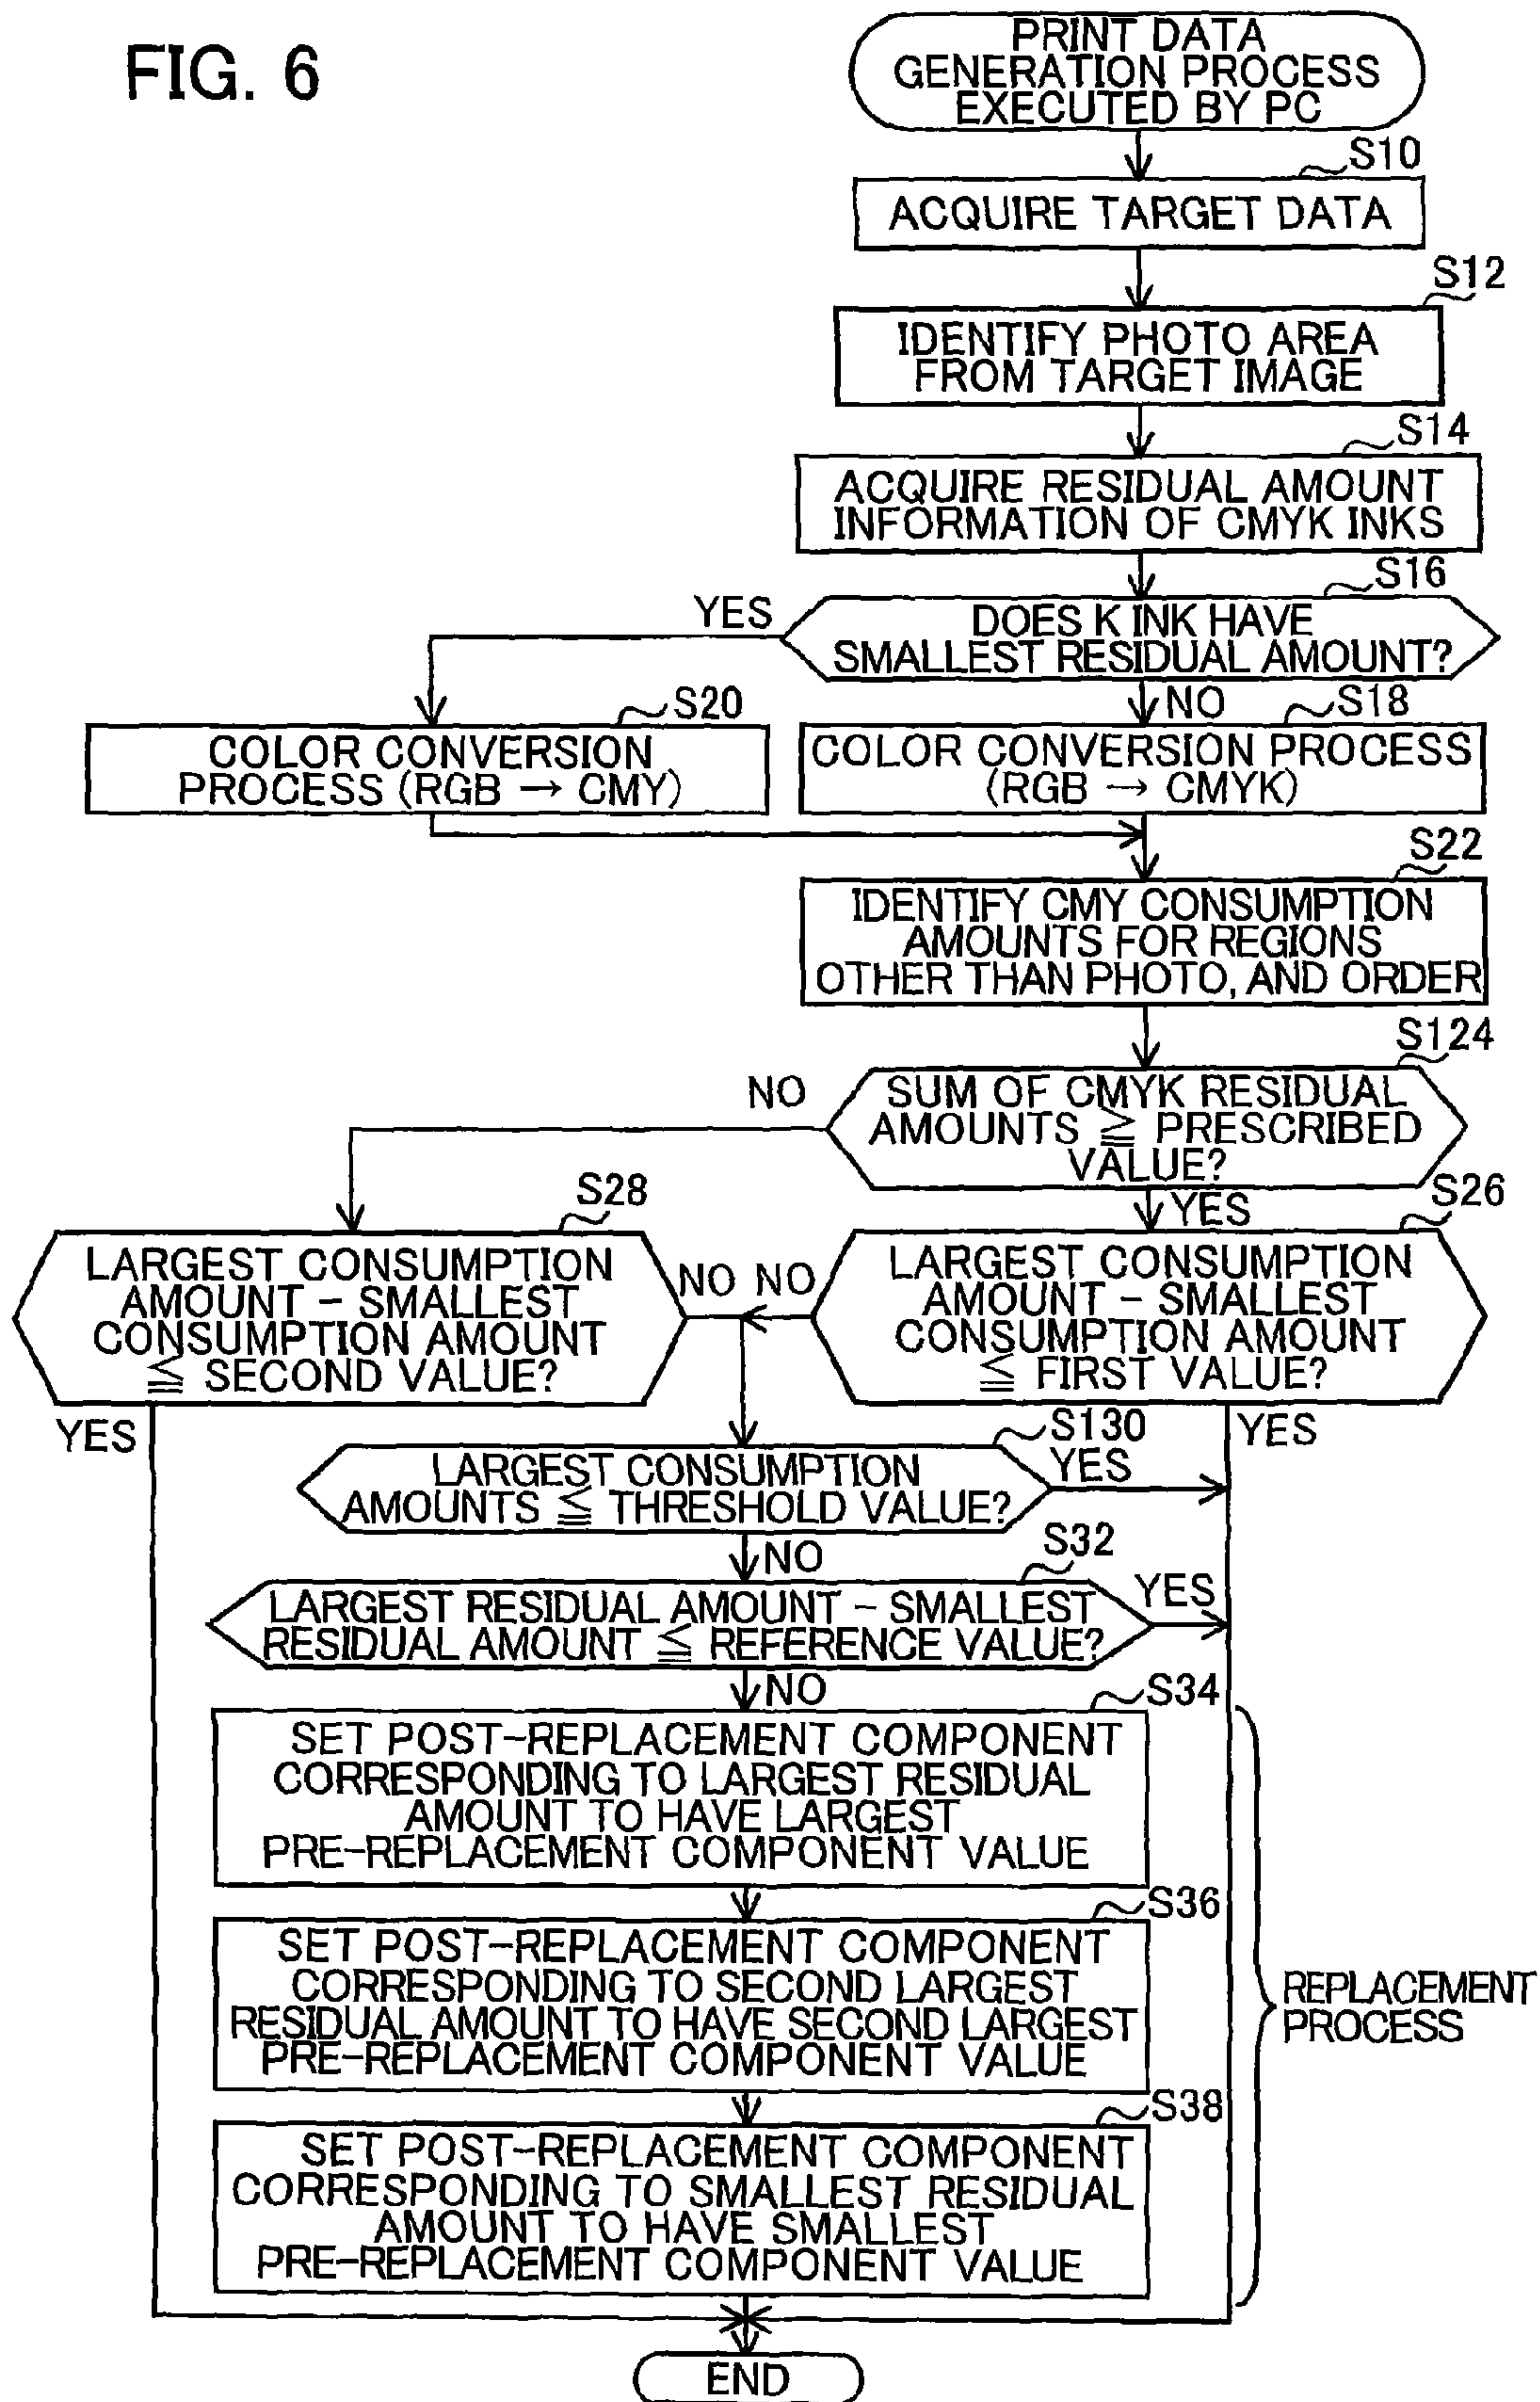 FIG. 6
PRINT DATA
GENERATION PROCESS
EXECUTED BY PC
S10
ACQUIRE TARGET DATA
S12
IDENTIFY PHOTO AREA
FROM TARGET IMAGE
S14
ACQUIRE RESIDUAL AMOUNT
INFORMATION OF CMYK INKS
S16
YES
DOES K INK HAVE
SMALLEST RESIDUAL AMOUNT?
S20
NO
S18
COLOR CONVERSION
PROCESS (RGB → CMY)
COLOR CONVERSION PROCESS
(RGB → CMYK)
S22
IDENTIFY CMY CONSUMPTION
AMOUNTS FOR REGIONS
OTHER THAN PHOTO, AND ORDER
S124
NO
SUM OF CMYK RESIDUAL
AMOUNTS ≧ PRESCRIBED
VALUE?
S28
YES
S26
LARGEST CONSUMPTION
AMOUNT – SMALLEST
CONSUMPTION AMOUNT
≦ SECOND VALUE?
NO NO
LARGEST CONSUMPTION
AMOUNT – SMALLEST
CONSUMPTION AMOUNT
≦ FIRST VALUE?
YES
S130
YES
YES
LARGEST CONSUMPTION
AMOUNTS ≦ THRESHOLD VALUE?
NO
S32
YES
LARGEST RESIDUAL AMOUNT – SMALLEST
RESIDUAL AMOUNT ≦ REFERENCE VALUE?
NO
S34
SET POST-REPLACEMENT COMPONENT
CORRESPONDING TO LARGEST RESIDUAL
AMOUNT TO HAVE LARGEST
PRE-REPLACEMENT COMPONENT VALUE
S36
SET POST-REPLACEMENT COMPONENT
CORRESPONDING TO SECOND LARGEST
RESIDUAL AMOUNT TO HAVE SECOND LARGEST
PRE-REPLACEMENT COMPONENT VALUE
REPLACEMENT
PROCESS
S38
SET POST-REPLACEMENT COMPONENT
CORRESPONDING TO SMALLEST RESIDUAL
AMOUNT TO HAVE SMALLEST
PRE-REPLACEMENT COMPONENT VALUE
END